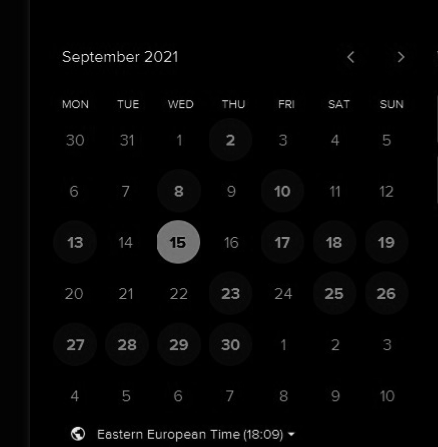 September 2021
MON TUE WED THU FRI SAT SUN
30 31 1 2 3 4 5
6 7 8 9 10 11 12
13 14 15 16 17 18 19
20 21 22 23 24 25 26
27 28 29 30 1 2 3
4 5 6 7 8 9 10
Eastern European Time (18:09)